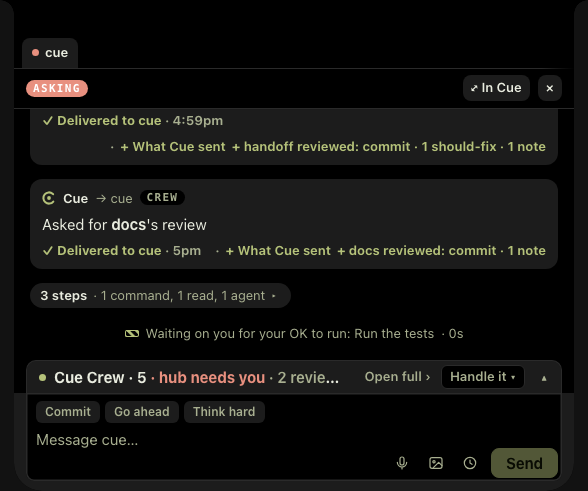 cue
ASKING
In Cue ×
✓ Delivered to cue · 4:59pm
· + What Cue sent + handoff reviewed: commit · 1 should-fix · 1 note
Cue → cue CREW
Asked for docs's review
✓ Delivered to cue · 5pm · + What Cue sent + docs reviewed: commit · 1 note
3 steps · 1 command, 1 read, 1 agent
Waiting on you for your OK to run: Run the tests · 0s
Cue Crew · 5 · hub needs you · 2 revie... Open full › Handle it
Commit Go ahead Think hard
Message cue...
Send